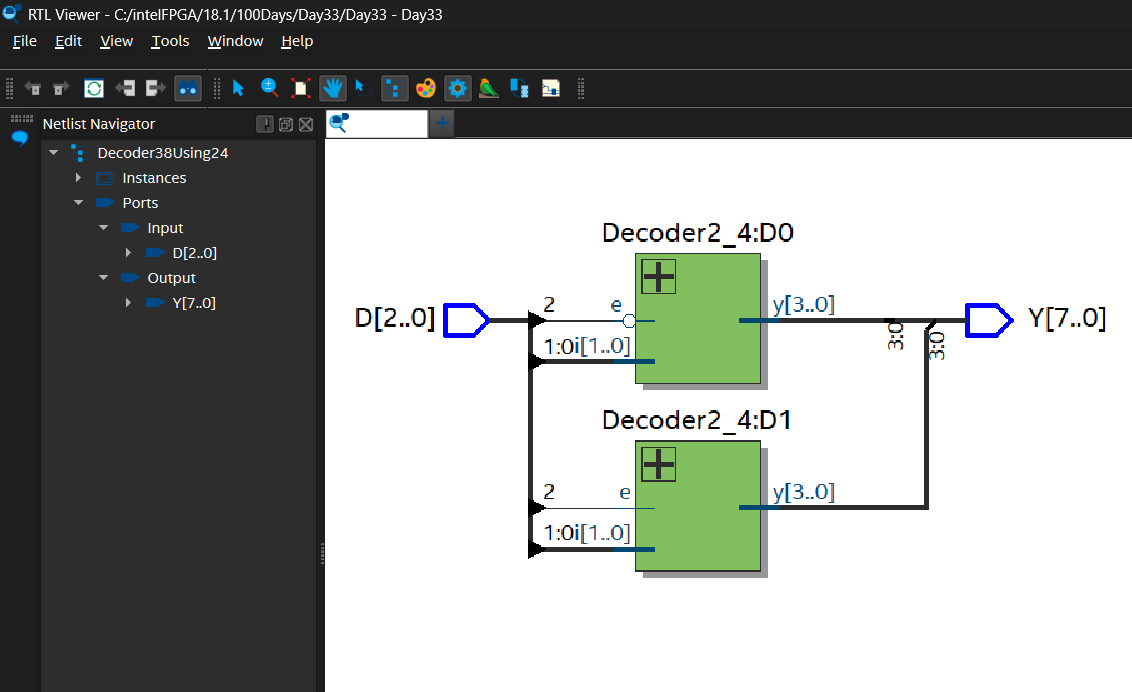 RTL Viewer - C:/intelFPGA/18.1/100Days/Day33/Day33 - Day33
File Edit View Tools Window Help
Netlist Navigator
Decoder38Using24
Instances
Ports
Input
D[2..0]
Output
Y[7..0]
Decoder2_4:D0
D[2..0]
2
e
y[3..0]
Y[7..0]
1:0
i[1..0]
3:0
3:0
Decoder2_4:D1
2
e
y[3..0]
1:0
i[1..0]